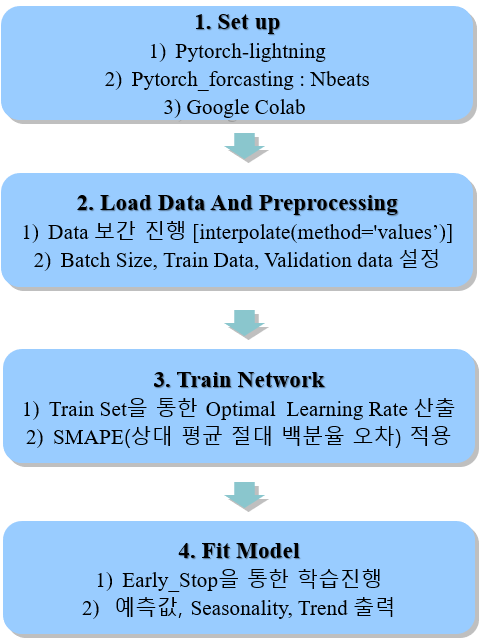 1. Set up
1) Pytorch-lightning
2) Pytorch_forcasting : Nbeats
3) Google Colab
2. Load Data And Preprocessing
1) Data 보간 진행 [interpolate(method='values’)]
2) Batch Size, Train Data, Validation data 설정
3. Train Network
1) Train Set을 통한 Optimal Learning Rate 산출
2) SMAPE(상대 평균 절대 백분율 오차) 적용
4. Fit Model
1) Early_Stop을 통한 학습진행
2) 예측값, Seasonality, Trend 출력